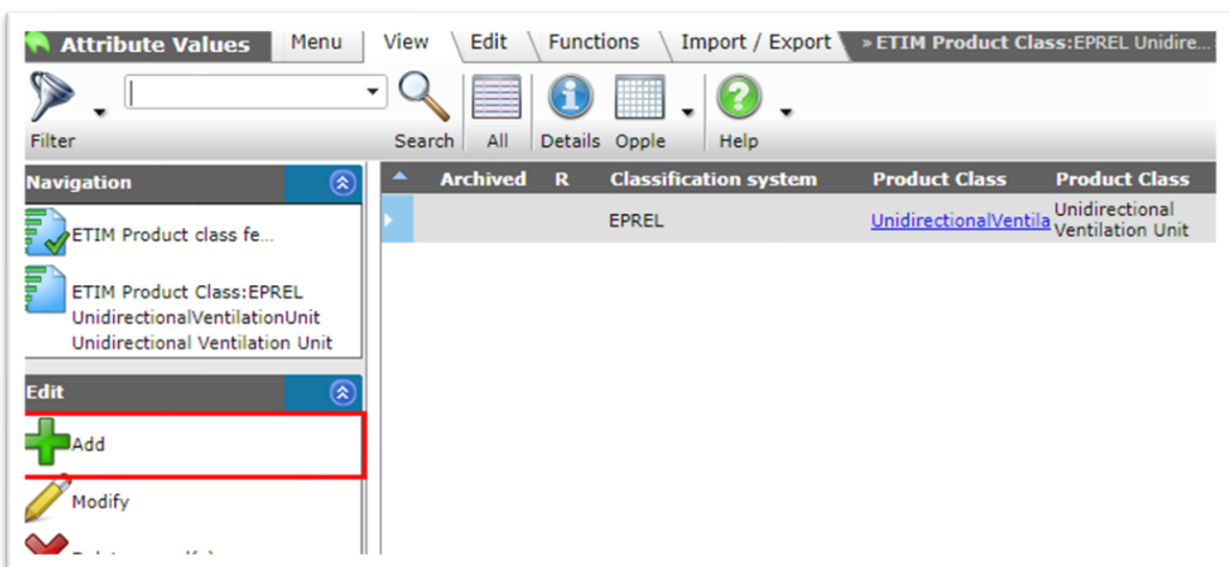 Attribute Values Menu View Edit Functions Import / Export » ETIM Product Class:EPREL Unidire...
Filter Search All Details Opple Help
Navigation
ETIM Product class fe...
ETIM Product Class:EPREL
UnidirectionalVentilationUnit
Unidirectional Ventilation Unit
Edit
Add
Modify
Archived R Classification system Product Class Product Class
EPREL UnidirectionalVentila Unidirectional
Ventilation Unit